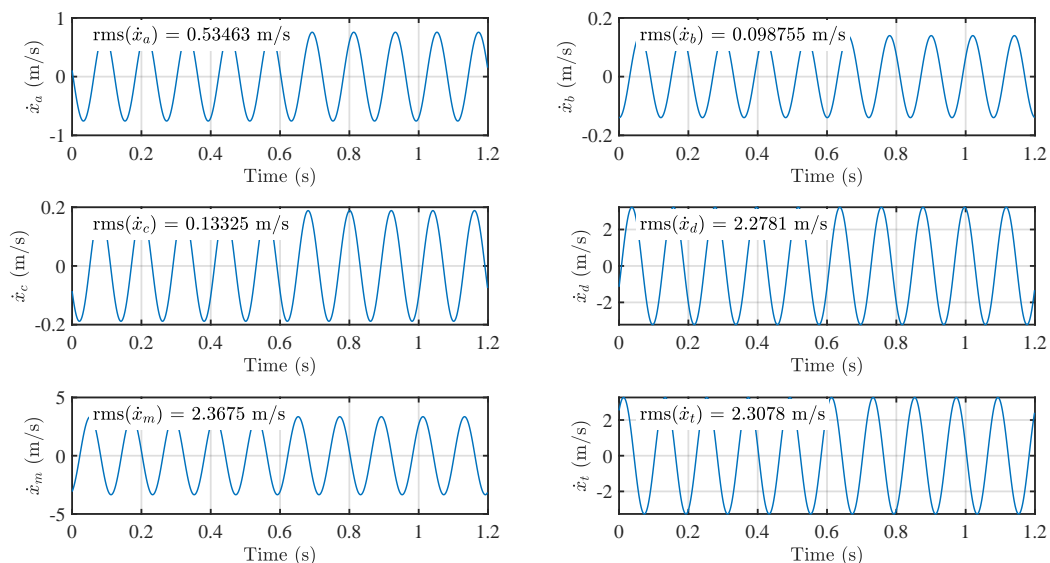 rms(ẋ_a) = 0.53463 m/s
1
0
-1
ẋ_a (m/s)
0 0.2 0.4 0.6 0.8 1 1.2
Time (s)
rms(ẋ_b) = 0.098755 m/s
0.2
0
-0.2
ẋ_b (m/s)
0 0.2 0.4 0.6 0.8 1 1.2
Time (s)
rms(ẋ_c) = 0.13325 m/s
0.2
0
-0.2
ẋ_c (m/s)
0 0.2 0.4 0.6 0.8 1 1.2
Time (s)
rms(ẋ_d) = 2.2781 m/s
2
0
-2
ẋ_d (m/s)
0 0.2 0.4 0.6 0.8 1 1.2
Time (s)
rms(ẋ_m) = 2.3675 m/s
5
0
-5
ẋ_m (m/s)
0 0.2 0.4 0.6 0.8 1 1.2
Time (s)
rms(ẋ_t) = 2.3078 m/s
2
0
-2
ẋ_t (m/s)
0 0.2 0.4 0.6 0.8 1 1.2
Time (s)